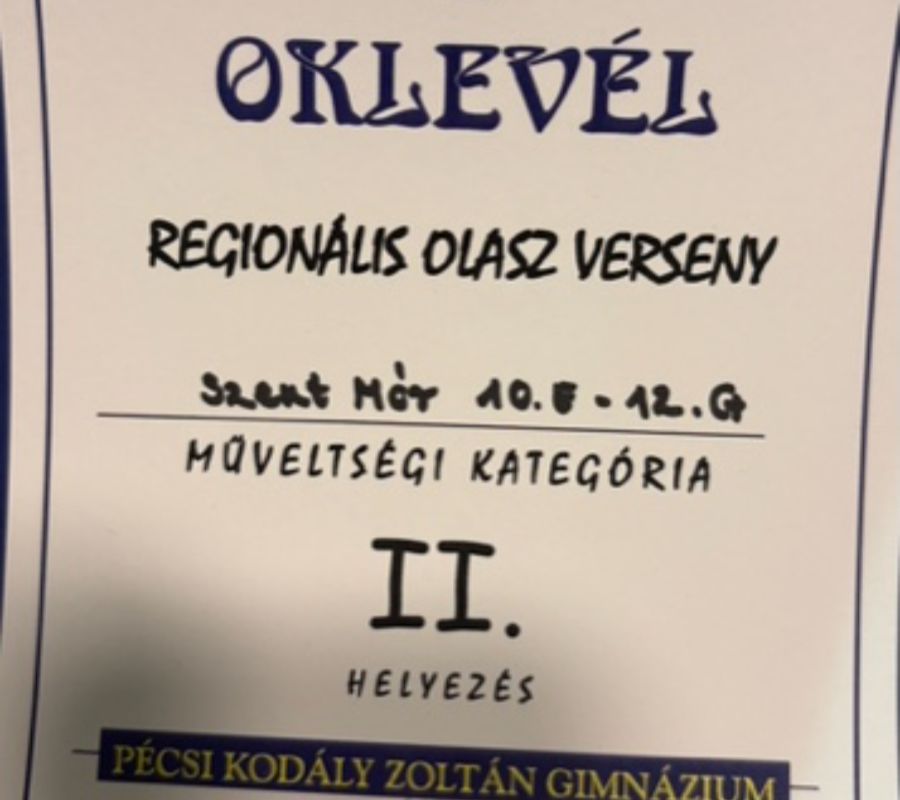 OKLEVÉL
REGIONÁLIS OLASZ VERSENY
Szent Mór 10.E - 12.G
MŰVELTSÉGI KATEGÓRIA
II.
HELYEZÉS
PÉCSI KODÁLY ZOLTÁN GIMNÁZIUM